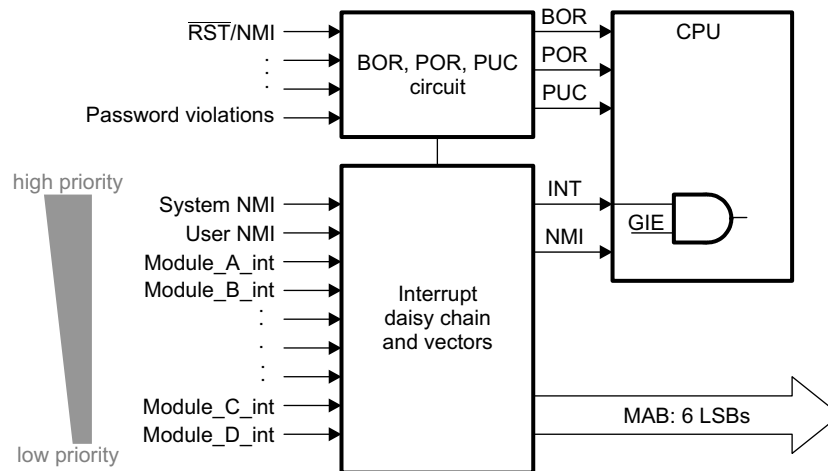 RST/NMI
.
.
.
Password violations
BOR, POR, PUC
circuit
BOR
POR
PUC
CPU
high priority
low priority
System NMI
User NMI
Module_A_int
Module_B_int
.
.
.
Module_C_int
Module_D_int
Interrupt
daisy chain
and vectors
INT
NMI
GIE
MAB: 6 LSBs